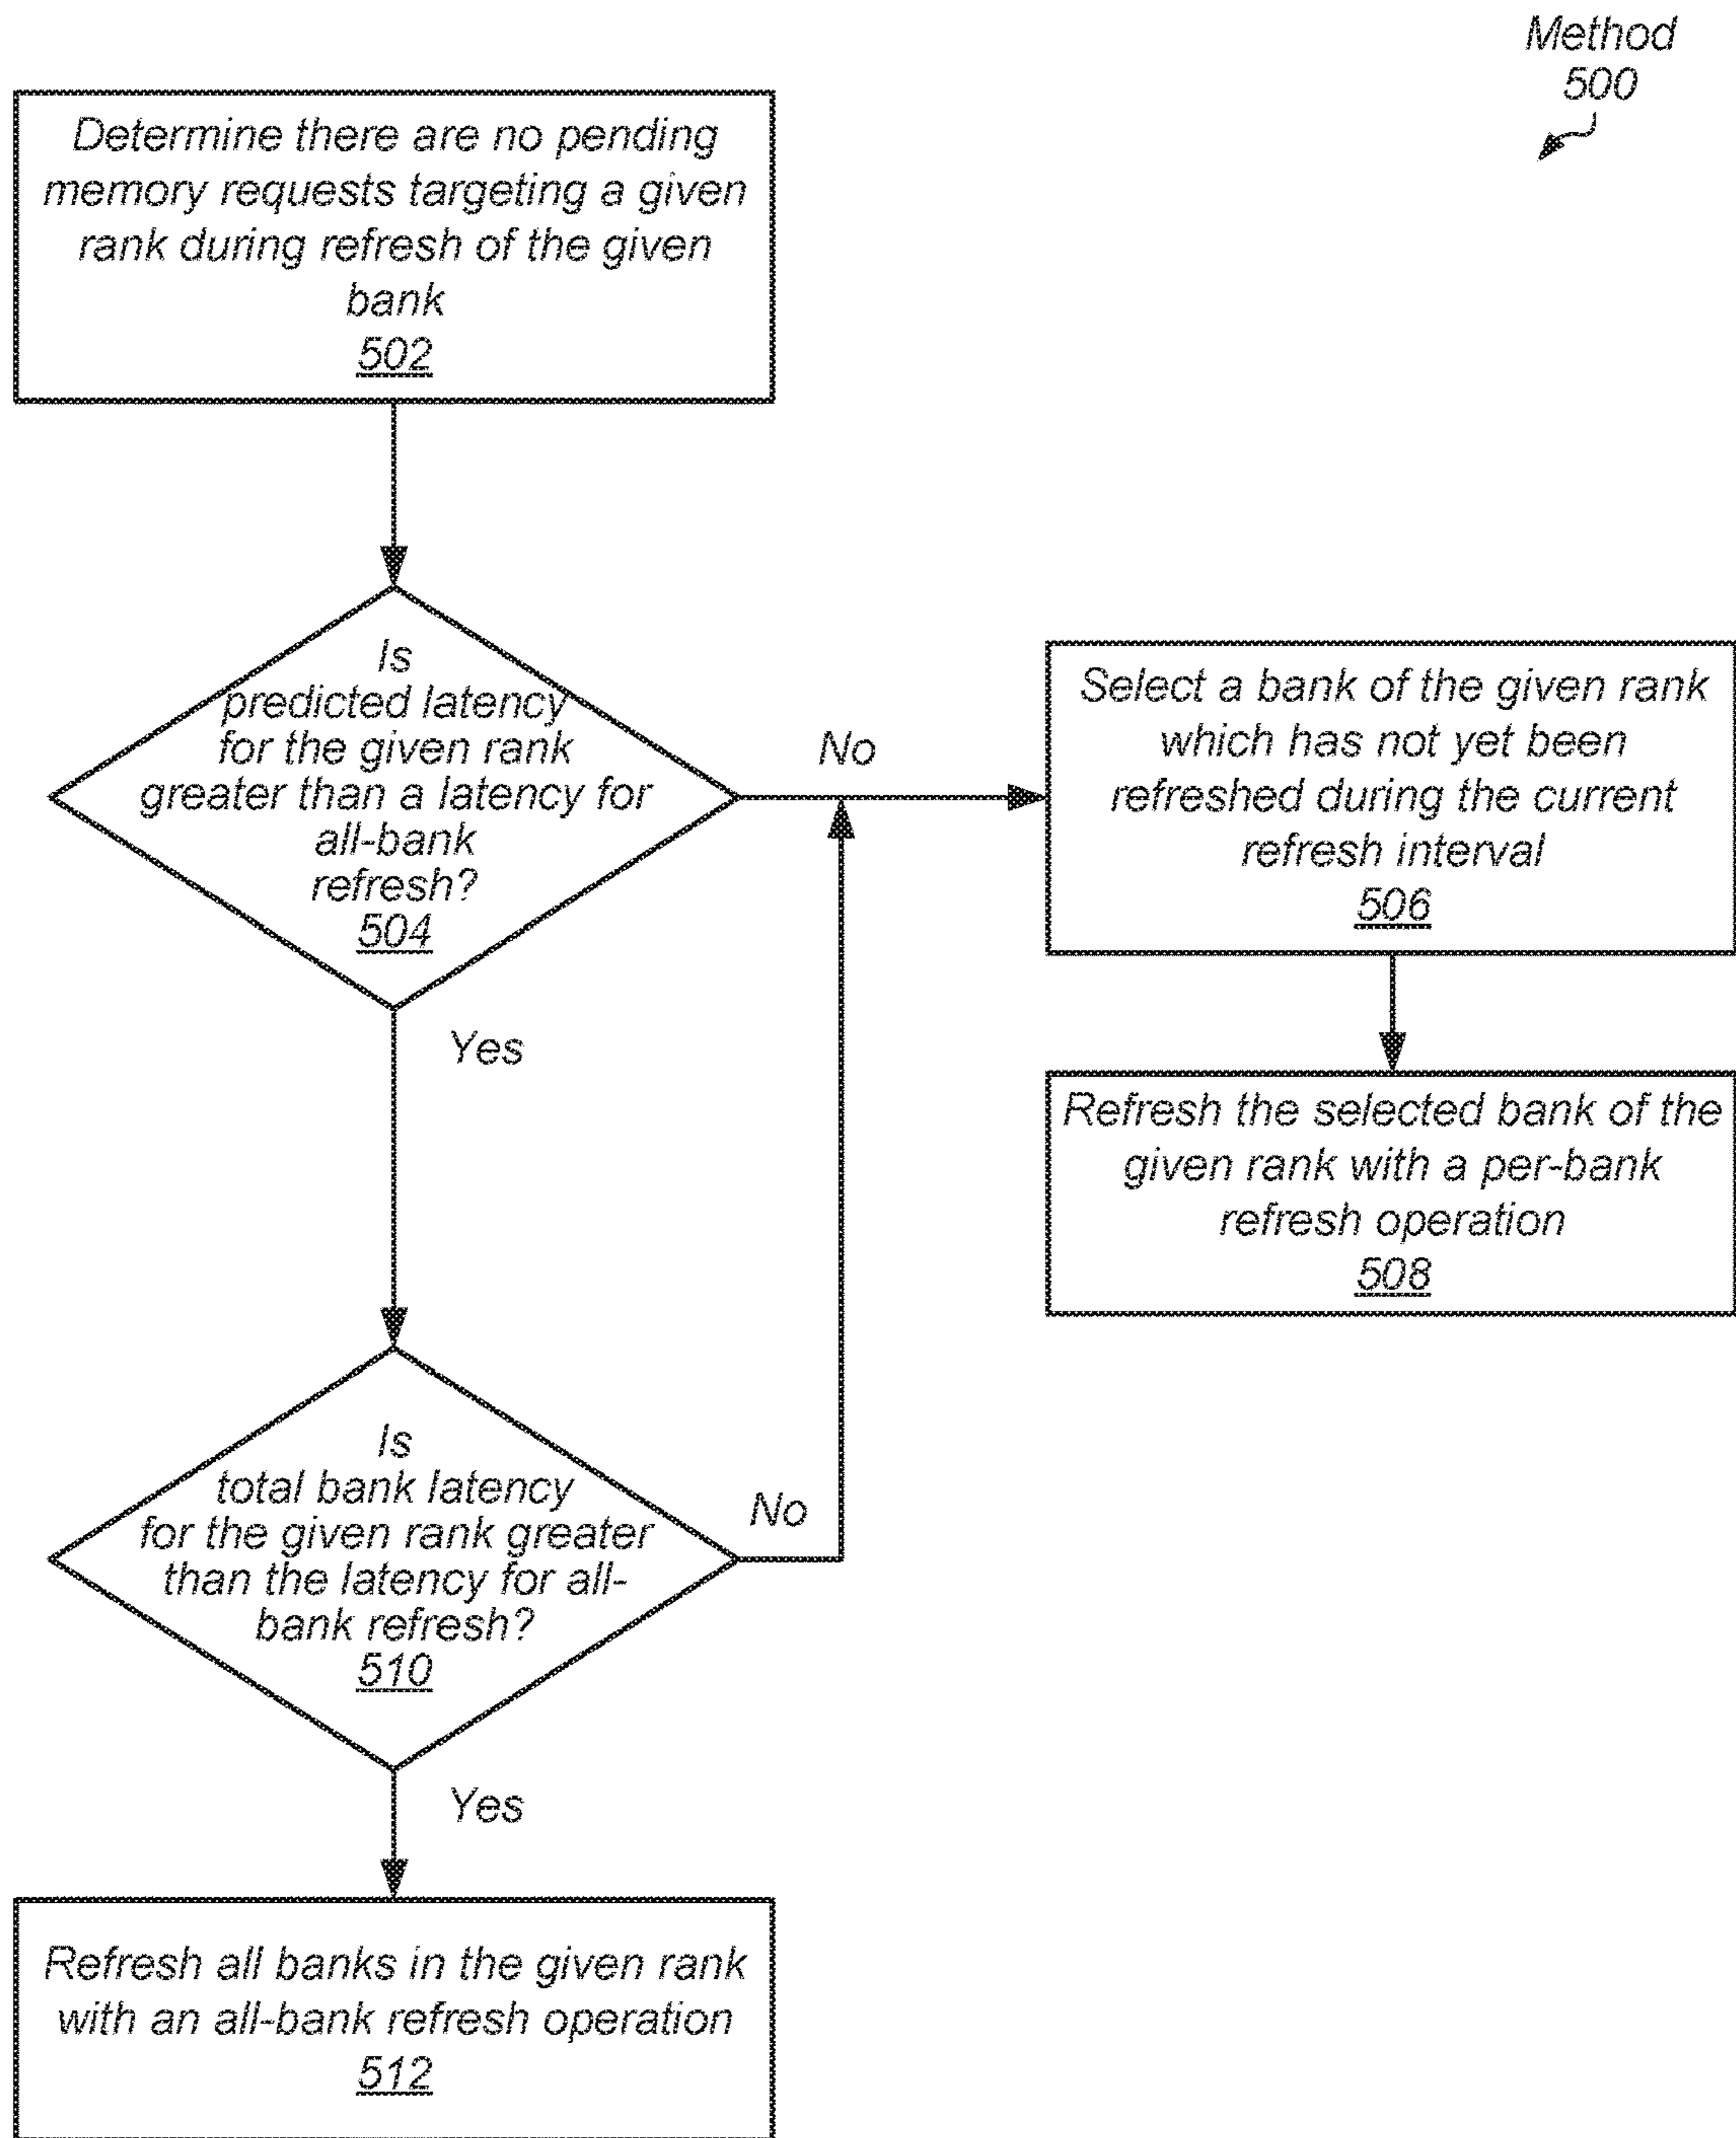 Method
500
Determine there are no pending
memory requests targeting a given
rank during refresh of the given
bank
502
Is
predicted latency
for the given rank
greater than a latency for
all-bank
refresh?
504
No
Yes
Select a bank of the given rank
which has not yet been
refreshed during the current
refresh interval
506
Refresh the selected bank of the
given rank with a per-bank
refresh operation
508
Is
total bank latency
for the given rank greater
than the latency for all-
bank refresh?
510
No
Yes
Refresh all banks in the given rank
with an all-bank refresh operation
512